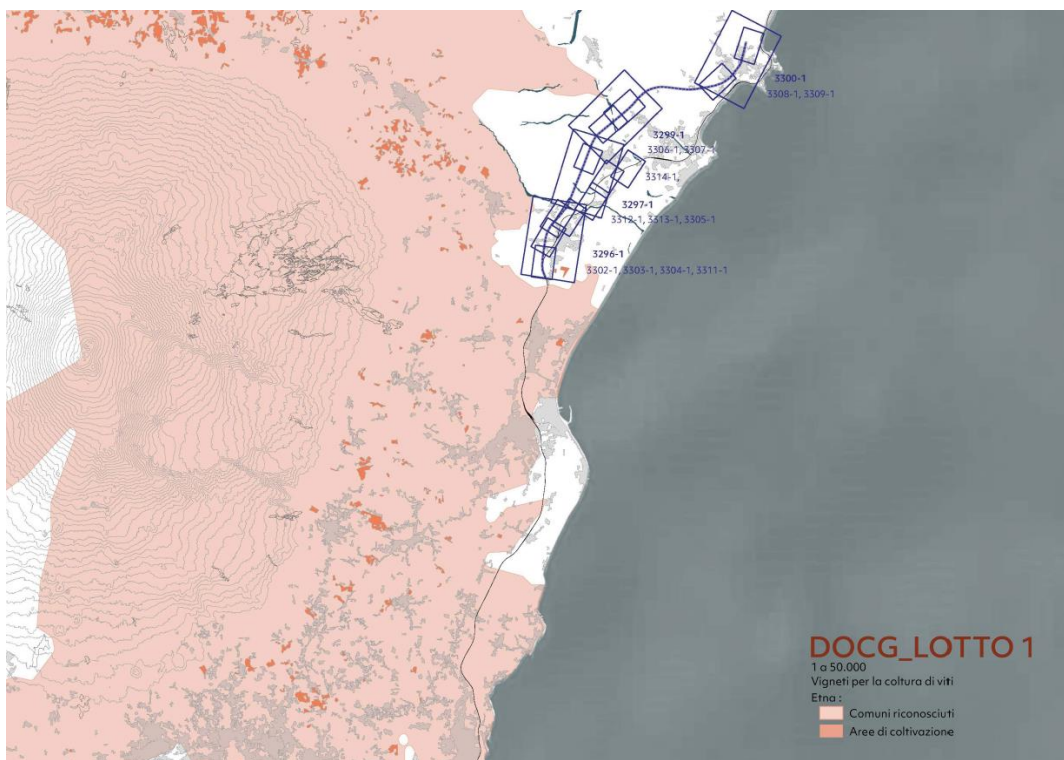 3300-1
3308-1, 3309-1
3299-1
3306-1, 3307-1
3314-1,
3297-1
3312-1, 3313-1, 3305-1
3296-1
3302-1, 3303-1, 3304-1, 3311-1
DOCG_LOTTO 1
1 a 50.000
Vigneti per la coltura di viti
Etna :
Comuni riconosciuti
Aree di coltivazione